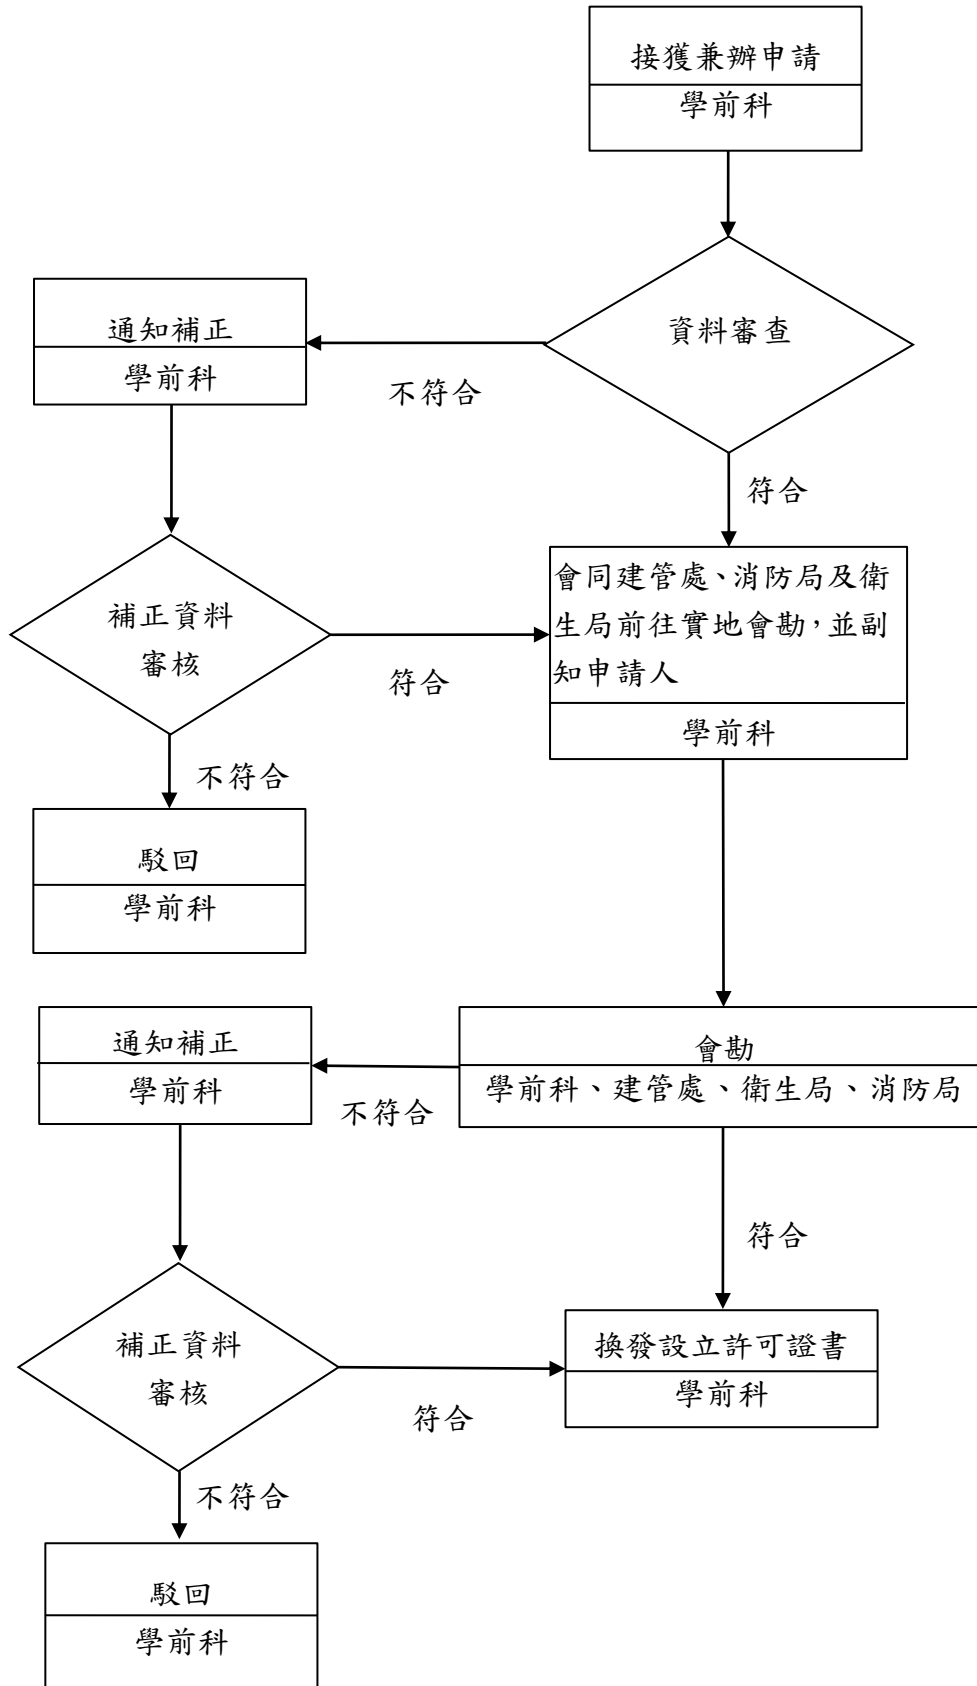 接獲兼辦申請
學前科
資料審查
通知補正
學前科
不符合
符合
會同建管處、消防局及衛
生局前往實地會勘，並副
知申請人
學前科
補正資料
審核
符合
不符合
駁回
學前科
會勘
學前科、建管處、衛生局、消防局
通知補正
學前科
不符合
符合
補正資料
審核
換發設立許可證書
學前科
符合
不符合
駁回
學前科